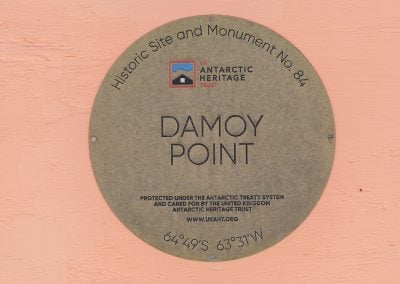 Historic Site and Monument No. 84
UK
ANTARCTIC
HERITAGE
TRUST
DAMOY
POINT
PROTECTED UNDER THE ANTARCTIC TREATY SYSTEM
AND CARED FOR BY THE UNITED KINGDOM
ANTARCTIC HERITAGE TRUST
WWW.UKAHT.ORG
64°49'S 63°31'W